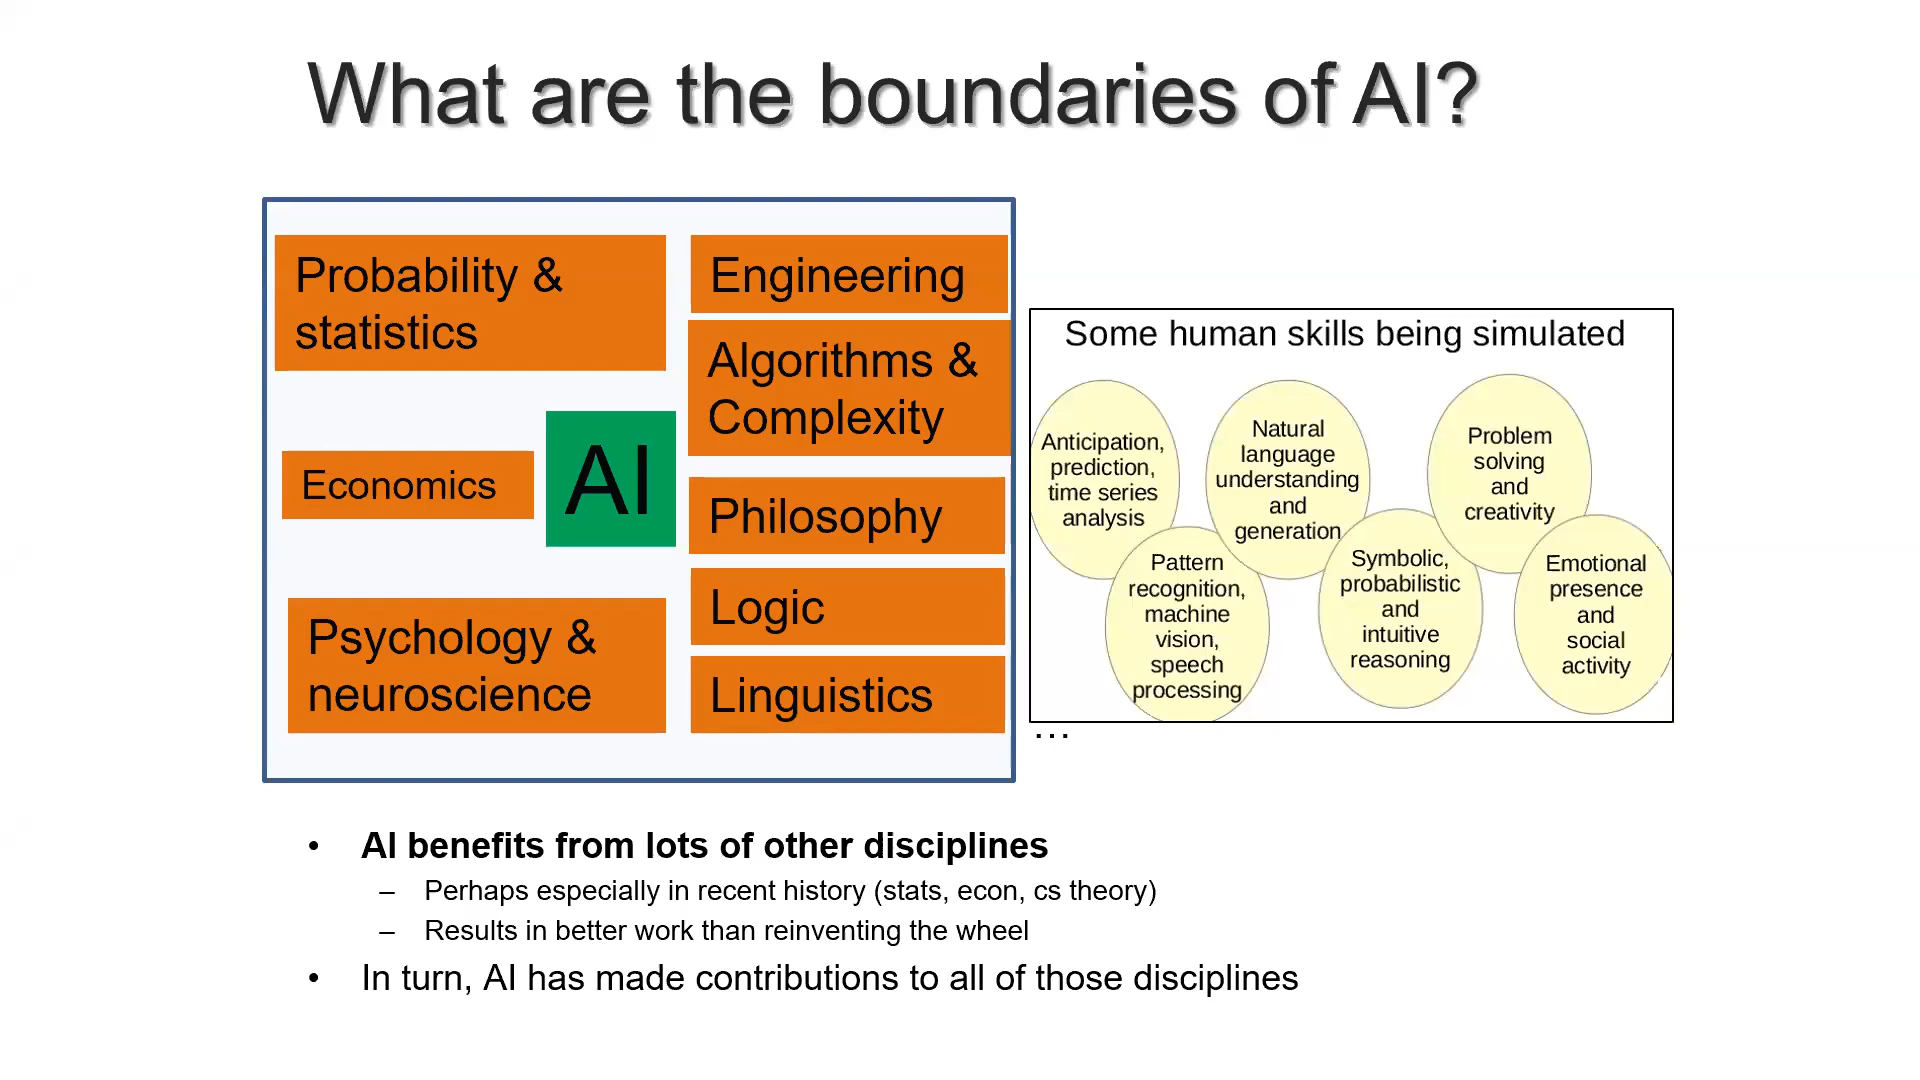 What are the boundaries of AI?
Probability &
statistics
Economics
AI
Psychology &
neuroscience
Engineering
Algorithms &
Complexity
Philosophy
Logic
Linguistics
Some human skills being simulated
Anticipation,
prediction,
time series
analysis
Pattern
recognition,
machine
vision,
speech
processing
Natural
language
understanding
and
generation
Symbolic,
probabilistic
and
intuitive
reasoning
Problem
solving
and
creativity
Emotional
presence
and
social
activity
…
• AI benefits from lots of other disciplines
– Perhaps especially in recent history (stats, econ, cs theory)
– Results in better work than reinventing the wheel
• In turn, AI has made contributions to all of those disciplines